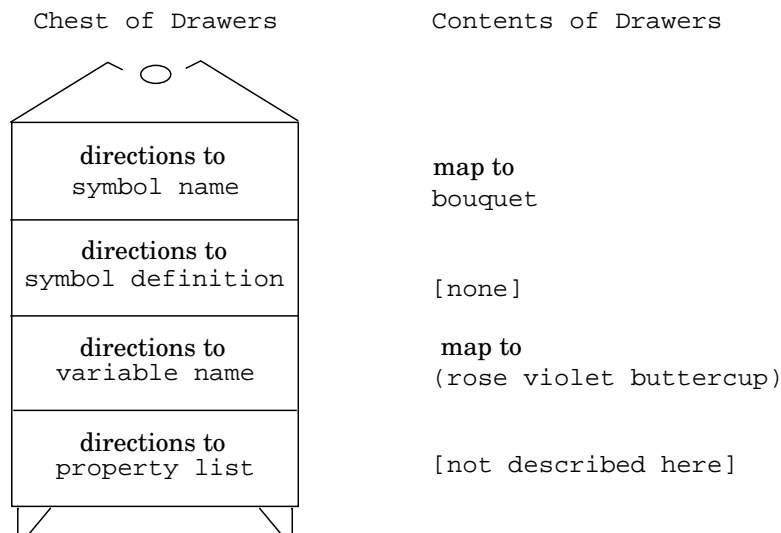 Chest of Drawers
Contents of Drawers
directions to
symbol name
map to
bouquet
directions to
symbol definition
[none]
directions to
variable name
map to
(rose violet buttercup)
directions to
property list
[not described here]